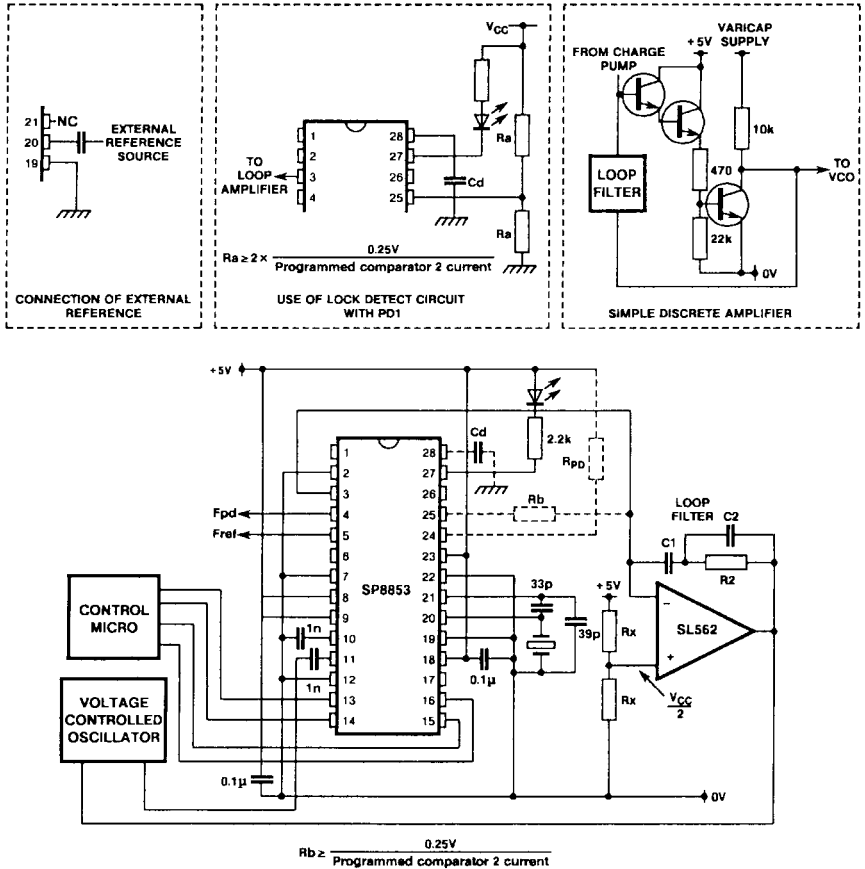 21 NC
20 EXTERNAL REFERENCE SOURCE
19
CONNECTION OF EXTERNAL
REFERENCE
VCC
Ra
1 28
2 27
TO LOOP AMPLIFIER 3 26
4 25
Cd
Ra
Ra ≥ 2 × 0.25V
Programmed comparator 2 current
USE OF LOCK DETECT CIRCUIT
WITH PD1
+5V
VARICAP
SUPPLY
FROM CHARGE
PUMP
10k
LOOP
FILTER
470
TO
VCO
22k
0V
SIMPLE DISCRETE AMPLIFIER
+5V
Cd
2.2k
RPD
1 28
2 27
3 26
Fpd 4 25
Fref 5 24
6 23
7 22
SP8853
8 21
9 20
10 19
11 18
12 17
13 16
14 15
Rb
LOOP
FILTER
C2
C1
R2
33p
39p
+5V
Rx
SL562
-
+
Rx
VCC
2
CONTROL
MICRO
1n
1n
0.1µ
VOLTAGE
CONTROLLED
OSCILLATOR
0.1µ
0V
Rb ≥ 0.25V
Programmed comparator 2 current